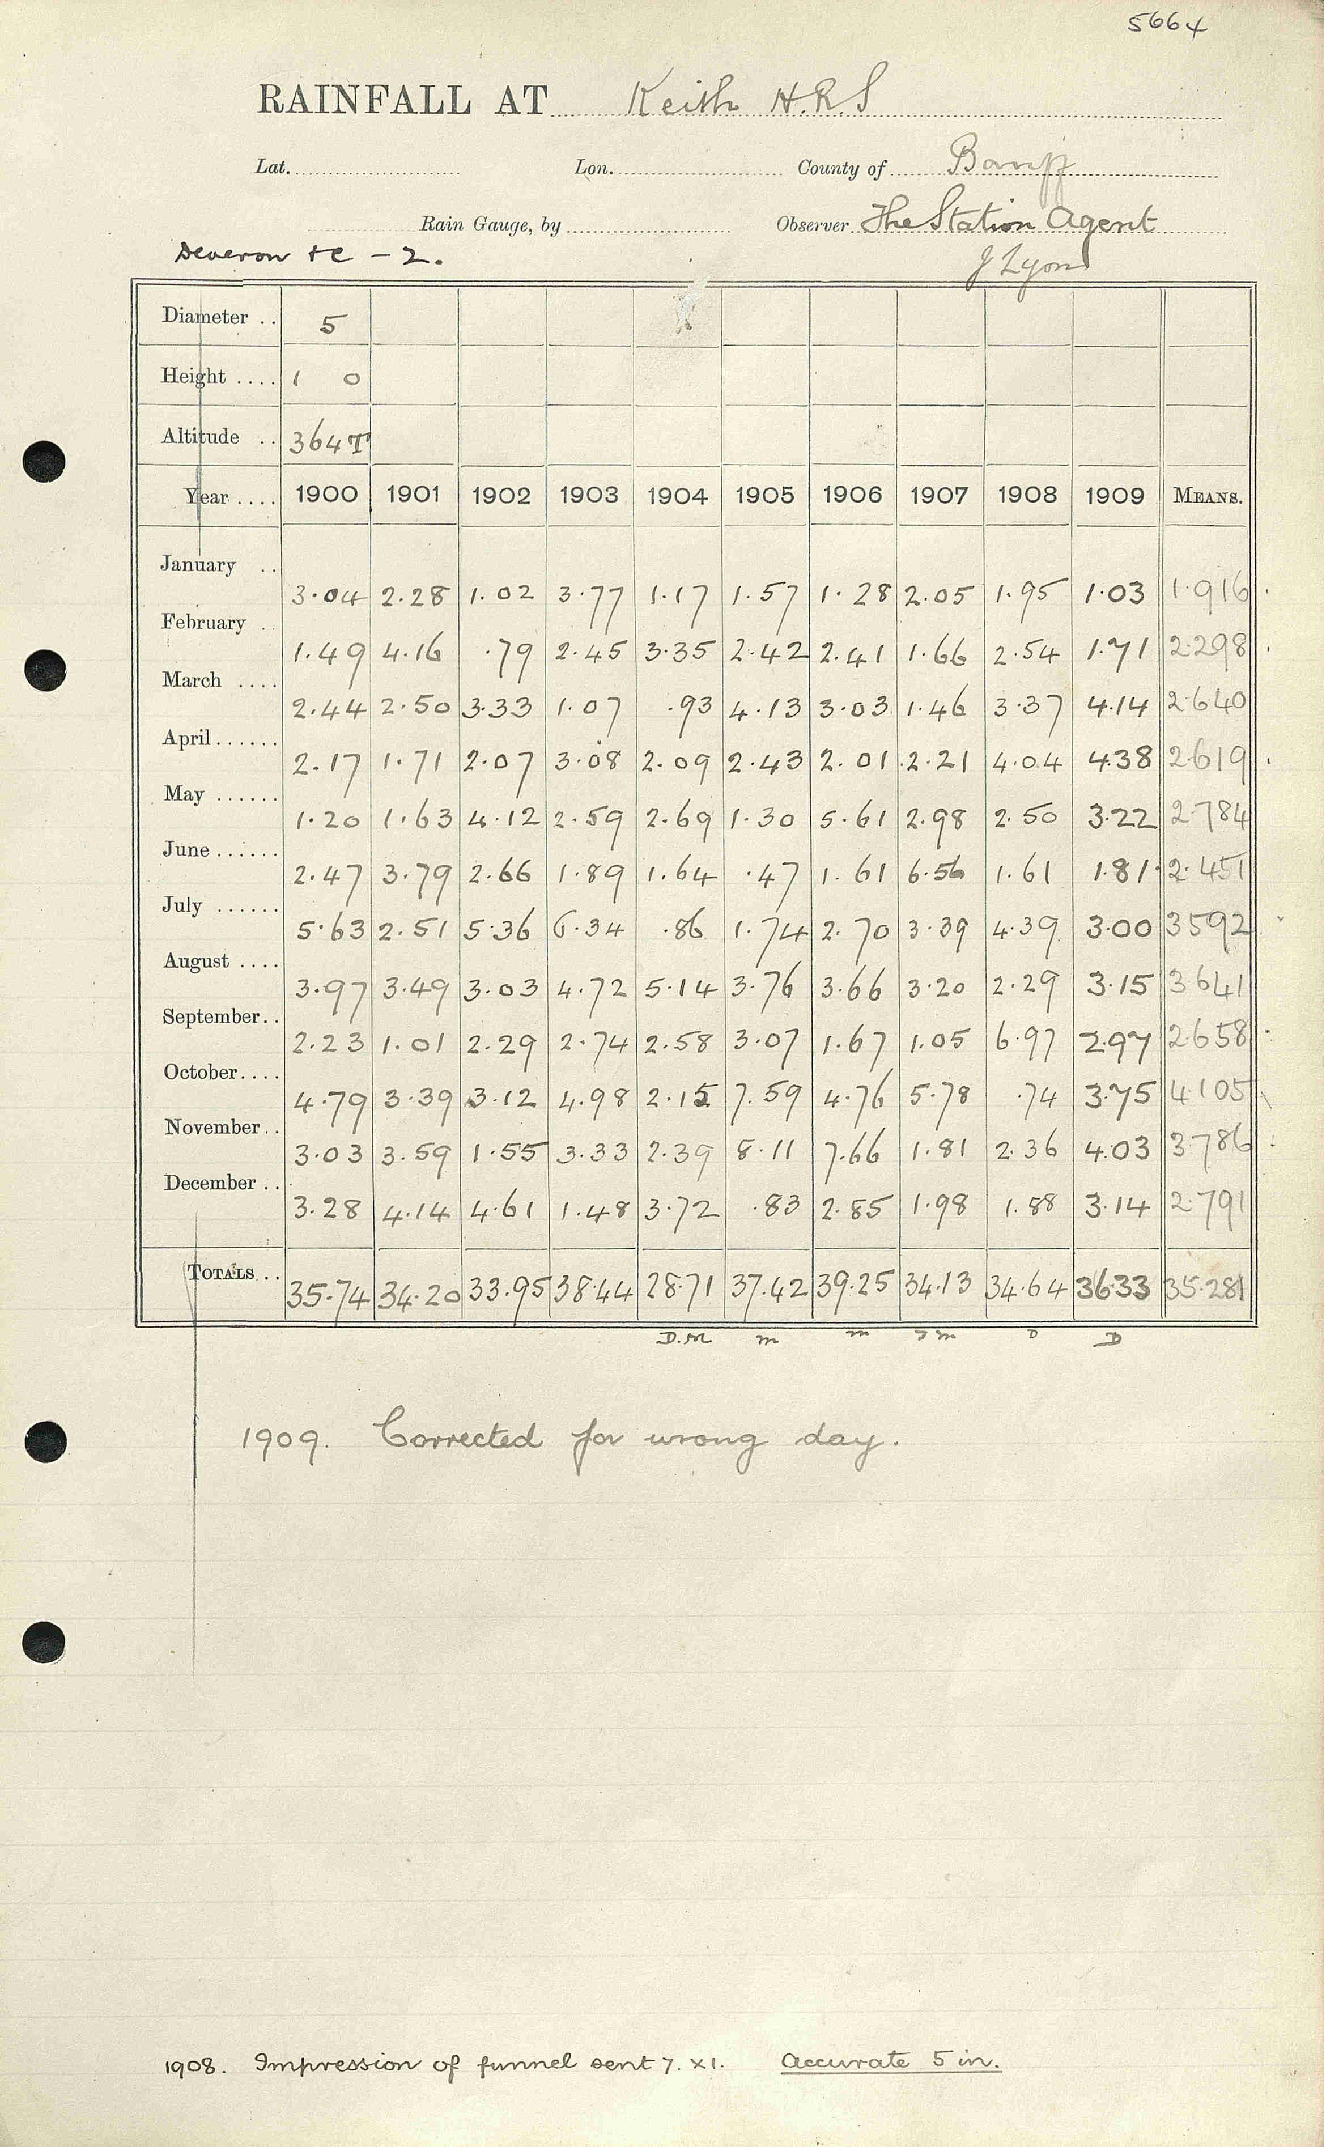 5664
RAINFALL AT Keith H.R.S
Lat. Lon. County of Banff
Rain Gauge, by Observer The Station Agent
Deveron &c - 2. J Lyon
Diameter .. 5
Height .... 1 0
Altitude .. 364T
Year .... 1900 1901 1902 1903 1904 1905 1906 1907 1908 1909 MEANS.
January .. 3.04 2.28 1.02 3.77 1.17 1.57 1.28 2.05 1.95 1.03 1.916
February . 1.49 4.16 .79 2.45 3.35 2.42 2.41 1.66 2.54 1.71 2.298
March .... 2.44 2.50 3.33 1.07 .93 4.13 3.03 1.46 3.37 4.14 2.640
April...... 2.17 1.71 2.07 3.08 2.09 2.43 2.01 2.21 4.04 4.38 2.619
May ...... 1.20 1.63 4.12 2.59 2.69 1.30 5.61 2.98 2.50 3.22 2.784
June...... 2.47 3.79 2.66 1.89 1.64 .47 1.61 6.56 1.61 1.81 2.451
July ...... 5.63 2.51 5.36 6.34 .86 1.74 2.70 3.39 4.39 3.00 3592
August .... 3.97 3.49 3.03 4.72 5.14 3.76 3.66 3.20 2.29 3.15 3641
September.. 2.23 1.01 2.29 2.74 2.58 3.07 1.67 1.05 6.97 2.97 2658
October.... 4.79 3.39 3.12 4.98 2.15 7.59 4.76 5.78 .74 3.75 4105
November.. 3.03 3.59 1.55 3.33 2.39 8.11 7.66 1.81 2.36 4.03 3.786
December .. 3.28 4.14 4.61 1.48 3.72 .83 2.85 1.98 1.88 3.14 2.791
TOTALS .. 35.74 34.20 33.95 38.44 28.71 37.42 39.25 34.13 34.64 36.33 35.281
D.M m m D D
1909. Corrected for wrong day.
1908. Impression of funnel sent 7. XI. Accurate 5 in.